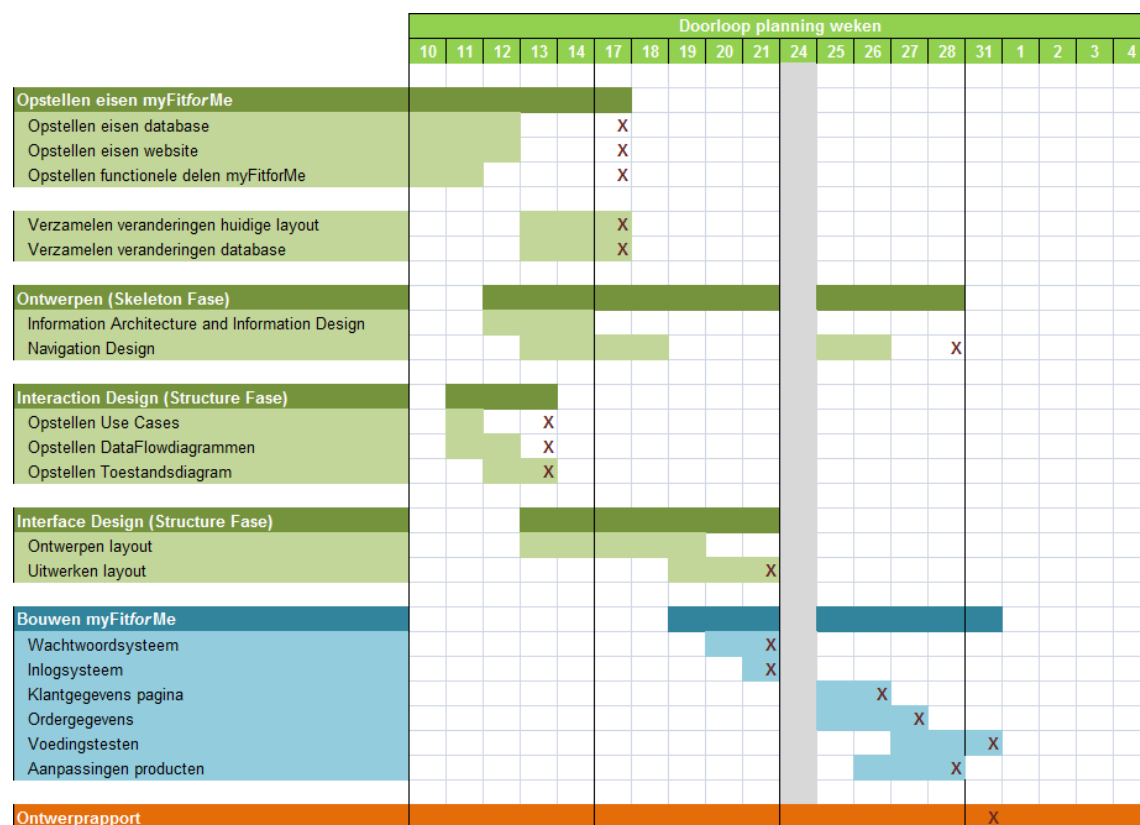 Doorloop planning weken
10 11 12 13 14 17 18 19 20 21 24 25 26 27 28 31 1 2 3 4
Opstellen eisen myFitforMe
Opstellen eisen database X
Opstellen eisen website X
Opstellen functionele delen myFitforMe X
Verzamelen veranderingen huidige layout X
Verzamelen veranderingen database X
Ontwerpen (Skeleton Fase)
Information Architecture and Information Design
Navigation Design X
Interaction Design (Structure Fase)
Opstellen Use Cases X
Opstellen DataFlowdiagrammen X
Opstellen Toestandsdiagram X
Interface Design (Structure Fase)
Ontwerpen layout
Uitwerken layout X
Bouwen myFitforMe
Wachtwoordsysteem X
Inlogsysteem X
Klantgegevens pagina X
Ordergegevens X
Voedingstesten X
Aanpassingen producten X
Ontwerprapport X